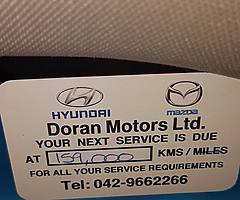 HYUNDAI mazda
Doran Motors Ltd.
YOUR NEXT SERVICE IS DUE
AT 159,000 KMS / MILES
FOR ALL YOUR SERVICE REQUIREMENTS
Tel: 042-9662266